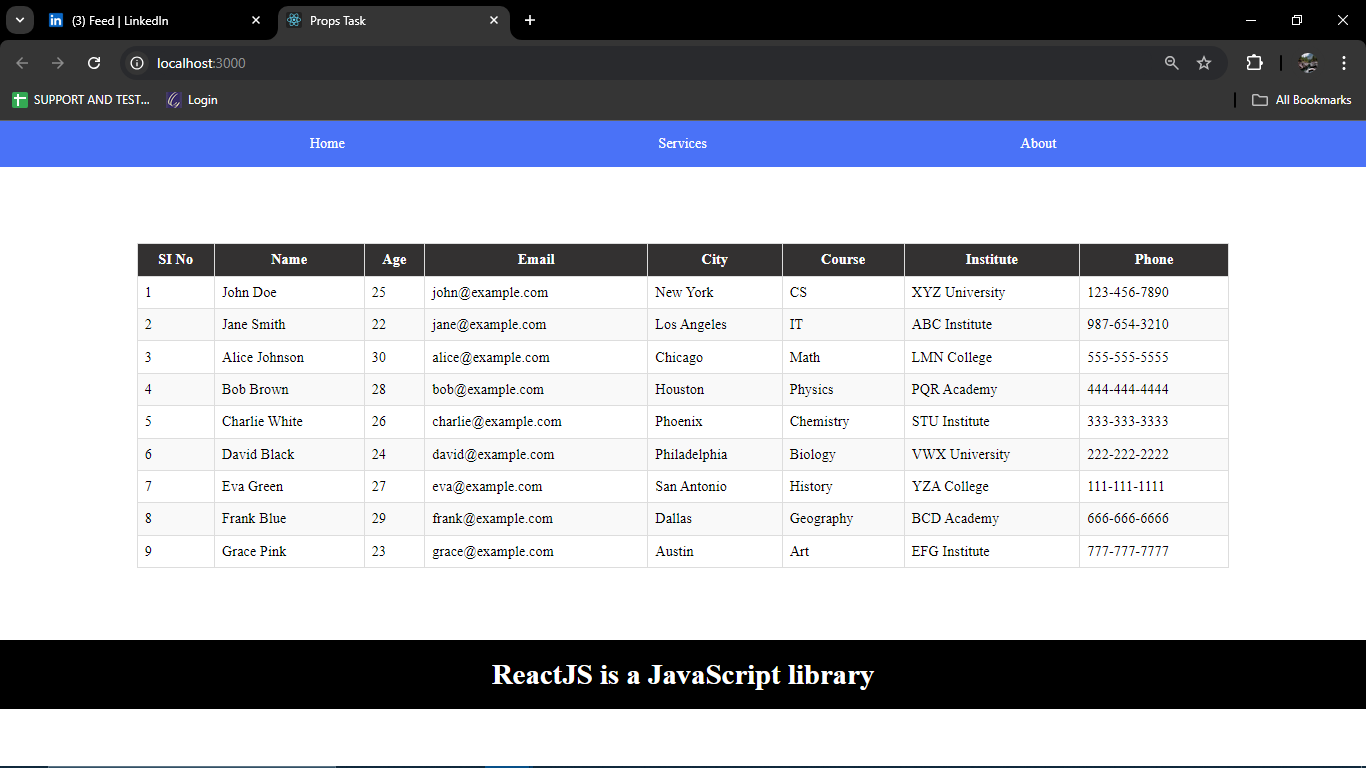 (3) Feed | LinkedIn Props Task
localhost:3000
SUPPORT AND TEST... Login All Bookmarks
Home Services About
SI No Name Age Email City Course Institute Phone
1 John Doe 25 john@example.com New York CS XYZ University 123-456-7890
2 Jane Smith 22 jane@example.com Los Angeles IT ABC Institute 987-654-3210
3 Alice Johnson 30 alice@example.com Chicago Math LMN College 555-555-5555
4 Bob Brown 28 bob@example.com Houston Physics PQR Academy 444-444-4444
5 Charlie White 26 charlie@example.com Phoenix Chemistry STU Institute 333-333-3333
6 David Black 24 david@example.com Philadelphia Biology VWX University 222-222-2222
7 Eva Green 27 eva@example.com San Antonio History YZA College 111-111-1111
8 Frank Blue 29 frank@example.com Dallas Geography BCD Academy 666-666-6666
9 Grace Pink 23 grace@example.com Austin Art EFG Institute 777-777-7777
ReactJS is a JavaScript library